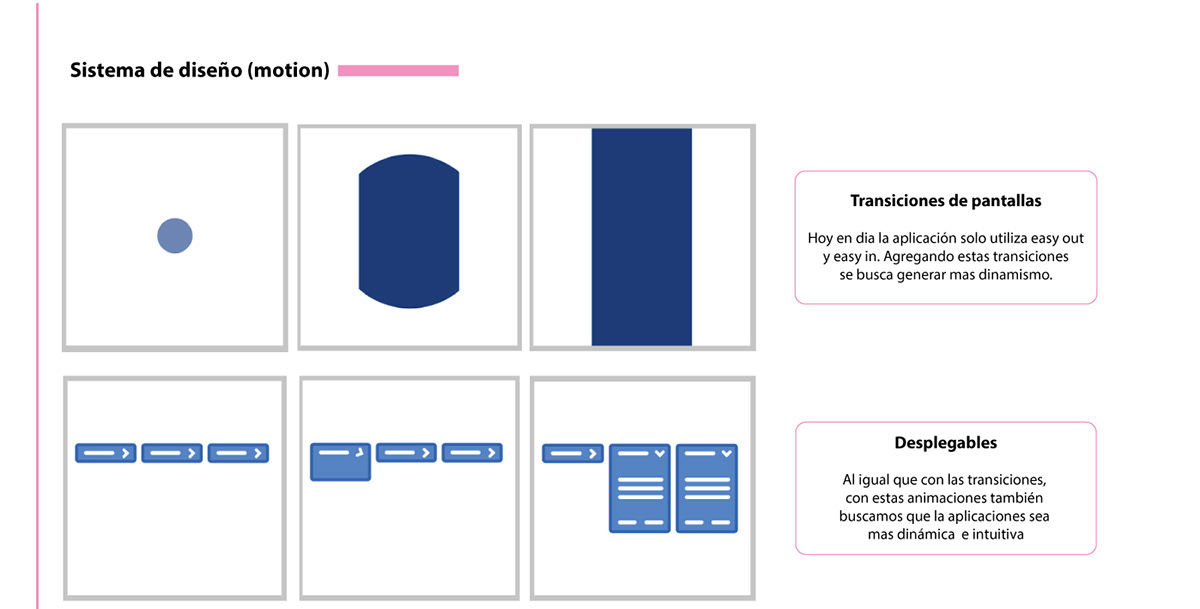 Sistema de diseño (motion)
Transiciones de pantallas
Hoy en dia la aplicación solo utiliza easy out
y easy in. Agregando estas transiciones
se busca generar mas dinamismo.
Desplegables
Al igual que con las transiciones,
con estas animaciones también
buscamos que la aplicaciones sea
mas dinámica e intuitiva